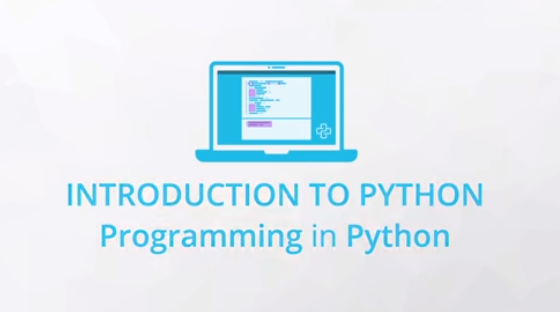 INTRODUCTION TO PYTHON
Programming in Python